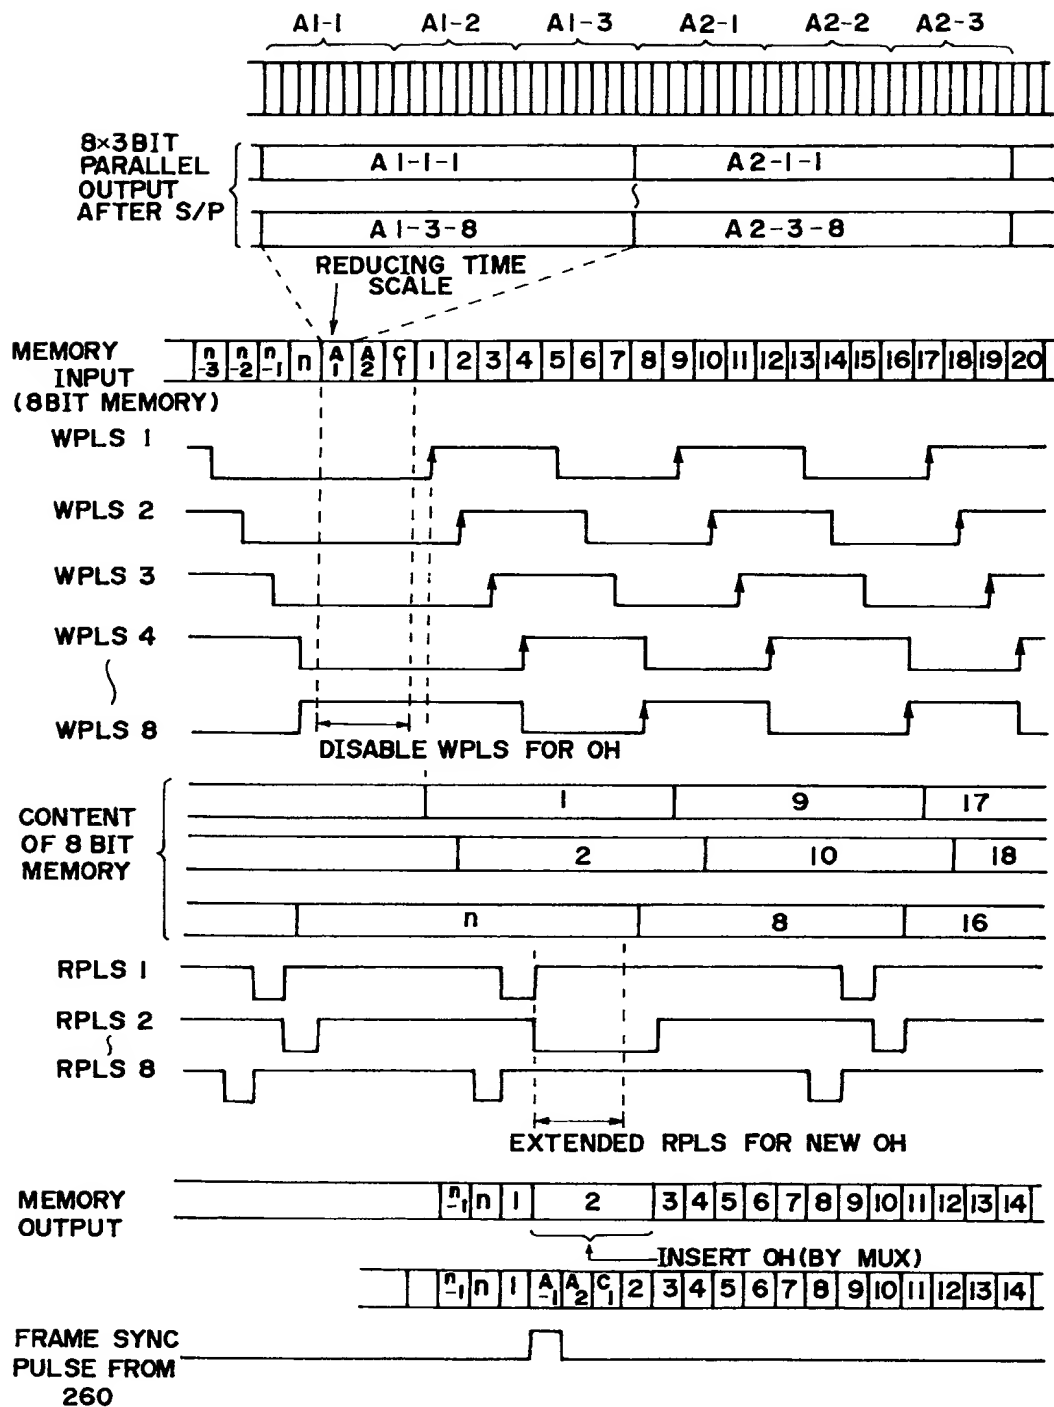 A1-1 A1-2 A1-3 A2-1 A2-2 A2-3
8×3BIT
PARALLEL
OUTPUT
AFTER S/P
A1-1-1 A2-1-1
A1-3-8 A2-3-8
REDUCING TIME
SCALE
MEMORY
INPUT
(8BIT MEMORY)
n-3 n-2 n-1 n A1 A2 C1 1 2 3 4 5 6 7 8 9 10 11 12 13 14 15 16 17 18 19 20
WPLS 1
WPLS 2
WPLS 3
WPLS 4
WPLS 8
DISABLE WPLS FOR OH
CONTENT
OF 8 BIT
MEMORY
1 9 17
2 10 18
n 8 16
RPLS 1
RPLS 2
RPLS 8
EXTENDED RPLS FOR NEW OH
MEMORY
OUTPUT
n-1 n 1 2 3 4 5 6 7 8 9 10 11 12 13 14
INSERT OH(BY MUX)
n-1 n 1 A-1 A2 C1 2 3 4 5 6 7 8 9 10 11 12 13 14
FRAME SYNC
PULSE FROM
260